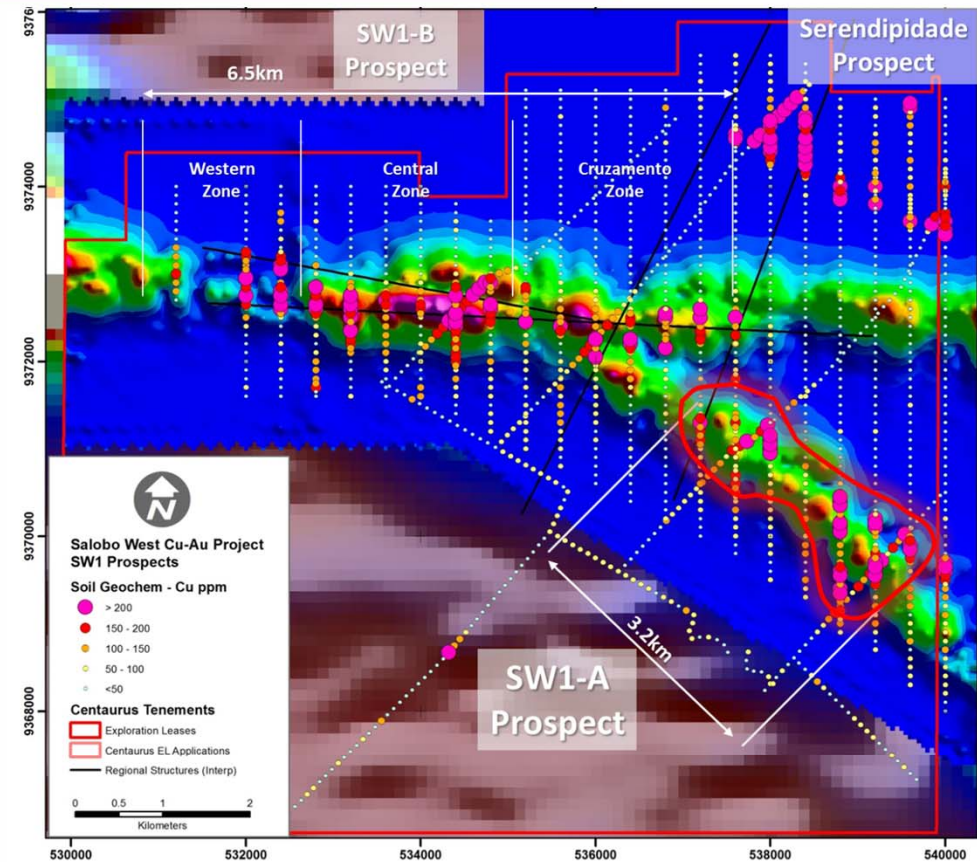 SW1-B
Prospect
Serendipidade
Prospect
6.5km
Western
Zone
Central
Zone
Cruzamento
Zone
3.2km
SW1-A
Prospect
N
Salobo West Cu-Au Project
SW1 Prospects
Soil Geochem - Cu ppm
> 200
150 - 200
100 - 150
50 - 100
<50
Centaurus Tenements
Exploration Leases
Centaurus EL Applications
Regional Structures (Interp)
0 0.5 1 2
Kilometers
9374000
9372000
9370000
9368000
530000 532000 534000 536000 538000 540000